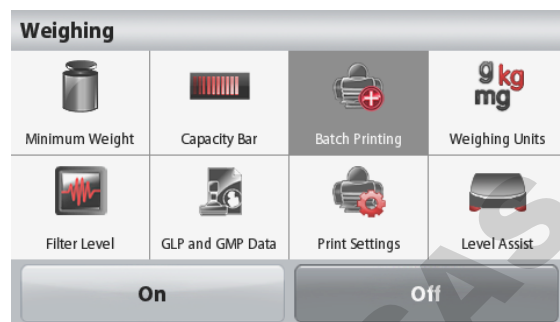 Weighing
g kg
mg
Minimum Weight
Capacity Bar
Batch Printing
Weighing Units
Filter Level
GLP and GMP Data
Print Settings
Level Assist
On
Off